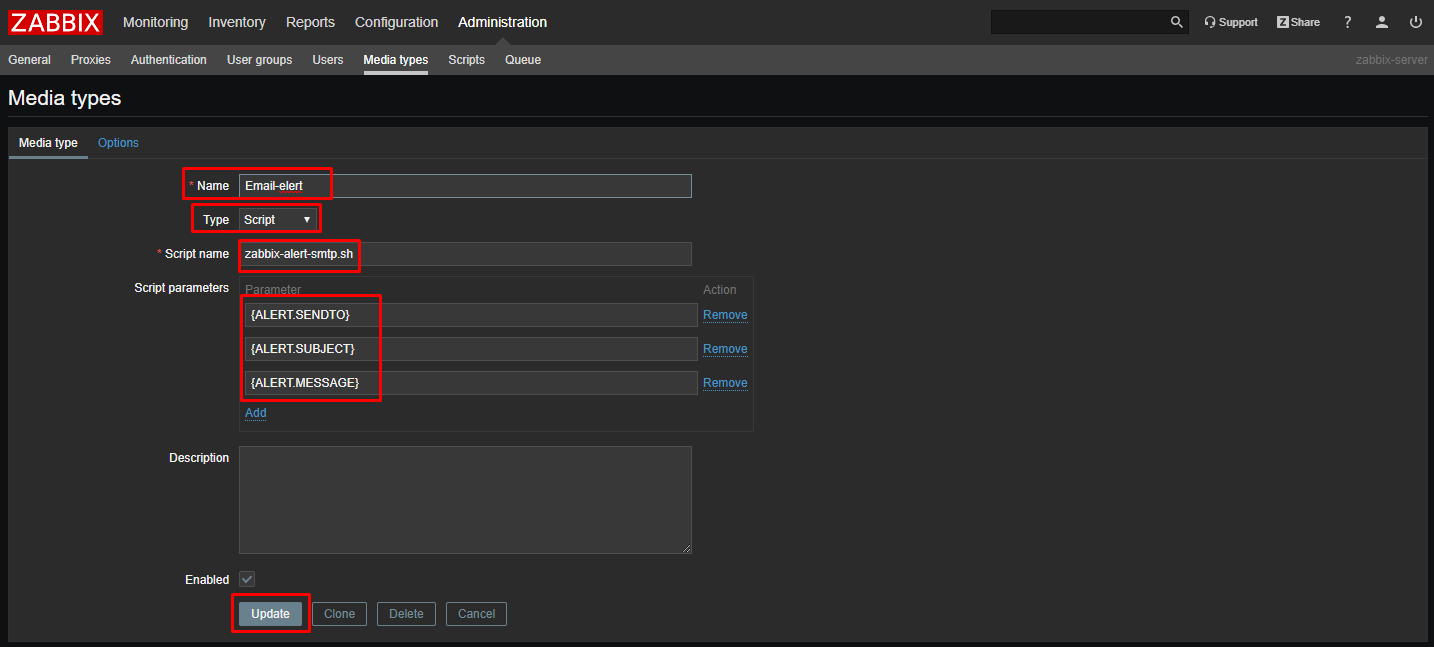 ZABBIX Monitoring Inventory Reports Configuration Administration Support Z Share ?
General Proxies Authentication User groups Users Media types Scripts Queue zabbix-server
Media types
Media type Options
* Name Email-elert
Type Script ▼
* Script name zabbix-alert-smtp.sh
Script parameters Parameter Action
{ALERT.SENDTO} Remove
{ALERT.SUBJECT} Remove
{ALERT.MESSAGE} Remove
Add
Description
Enabled
Update Clone Delete Cancel